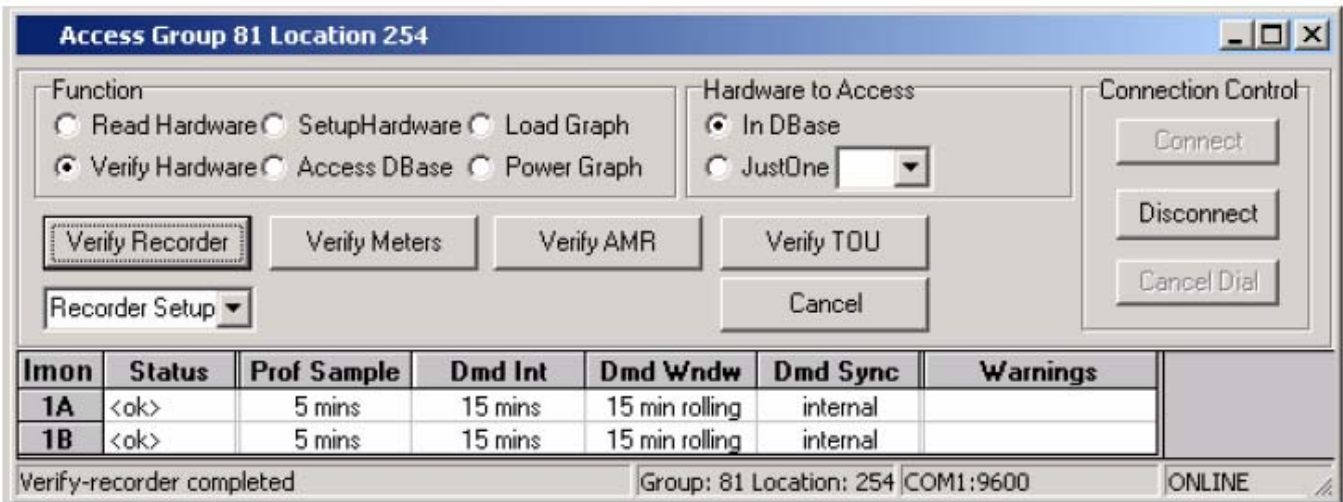 Access Group 81 Location 254
Function
Read Hardware SetupHardware Load Graph
Verify Hardware Access DBase Power Graph
Hardware to Access
In DBase
JustOne
Connection Control
Connect
Disconnect
Cancel Dial
Verify Recorder Verify Meters Verify AMR Verify TOU
Recorder Setup Cancel
Imon Status Prof Sample Dmd Int Dmd Wndw Dmd Sync Warnings
1A <ok> 5 mins 15 mins 15 min rolling internal
1B <ok> 5 mins 15 mins 15 min rolling internal
Verify-recorder completed Group: 81 Location: 254 COM1:9600 ONLINE